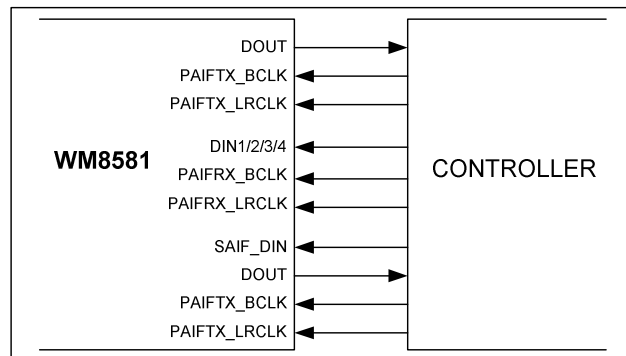 DOUT
PAIFTX_BCLK
PAIFTX_LRCLK
DIN1/2/3/4
WM8581
PAIFRX_BCLK
CONTROLLER
PAIFRX_LRCLK
SAIF_DIN
DOUT
PAIFTX_BCLK
PAIFTX_LRCLK